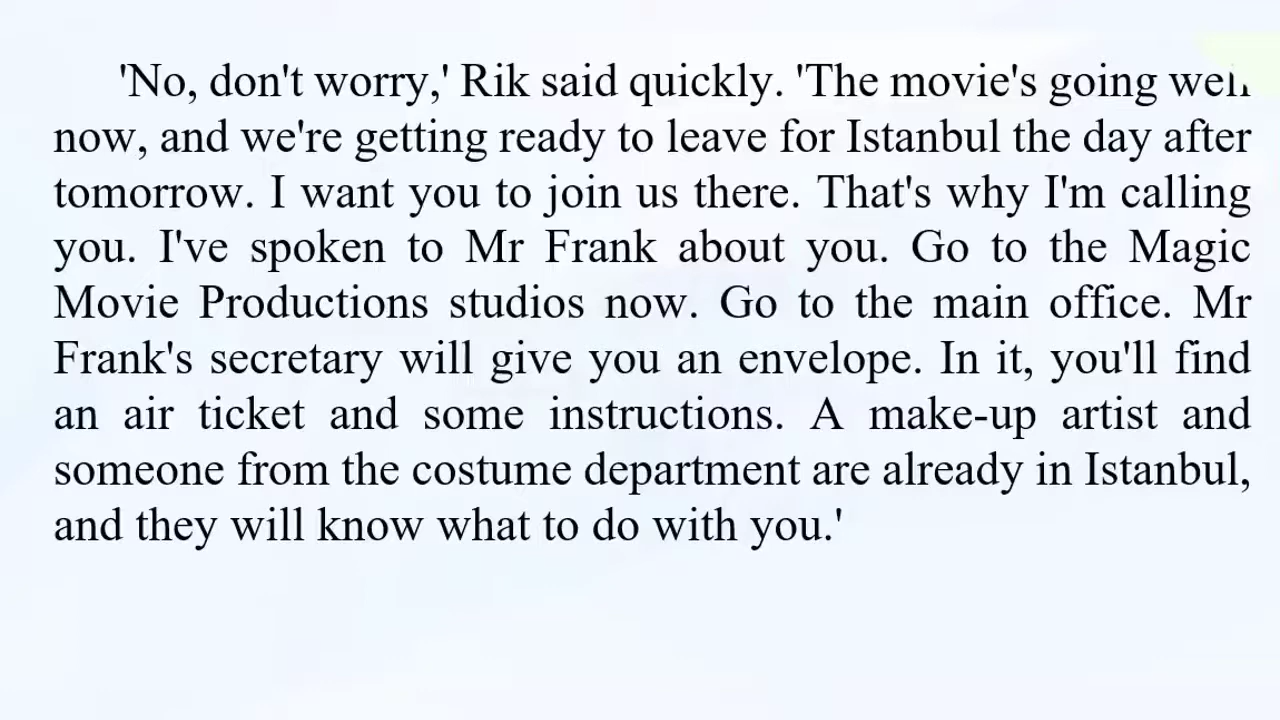 'No, don't worry,' Rik said quickly. 'The movie's going well
now, and we're getting ready to leave for Istanbul the day after
tomorrow. I want you to join us there. That's why I'm calling
you. I've spoken to Mr Frank about you. Go to the Magic
Movie Productions studios now. Go to the main office. Mr
Frank's secretary will give you an envelope. In it, you'll find
an air ticket and some instructions. A make-up artist and
someone from the costume department are already in Istanbul,
and they will know what to do with you.'